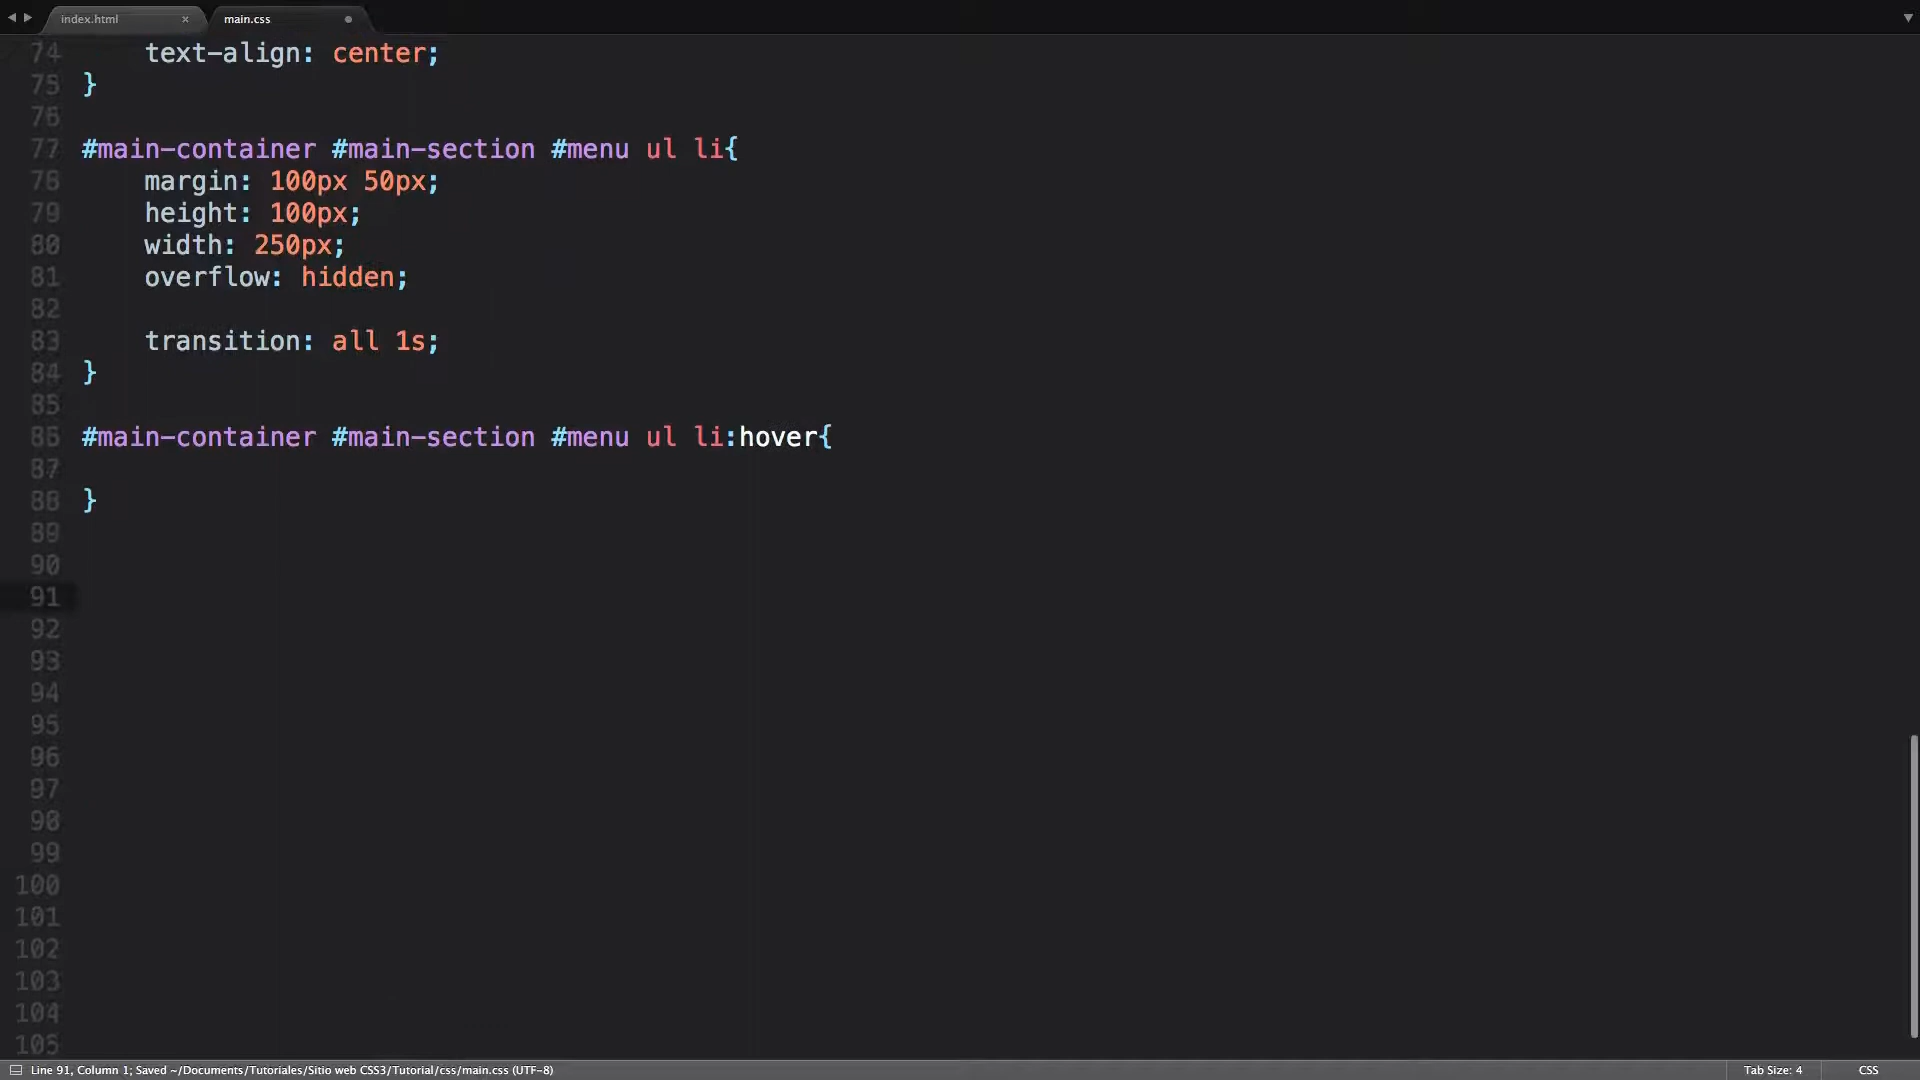 index.html ×
main.css
74 text-align: center;
75 }
76
77 #main-container #main-section #menu ul li{
78 margin: 100px 50px;
79 height: 100px;
80 width: 250px;
81 overflow: hidden;
82
83 transition: all 1s;
84 }
85
86 #main-container #main-section #menu ul li:hover{
87
88 }
89
90
91
92
93
94
95
96
97
98
99
100
101
102
103
104
105
Line 91, Column 1; Saved ~/Documents/Tutoriales/Sitio web CSS3/Tutorial/css/main.css (UTF-8) Tab Size: 4 CSS